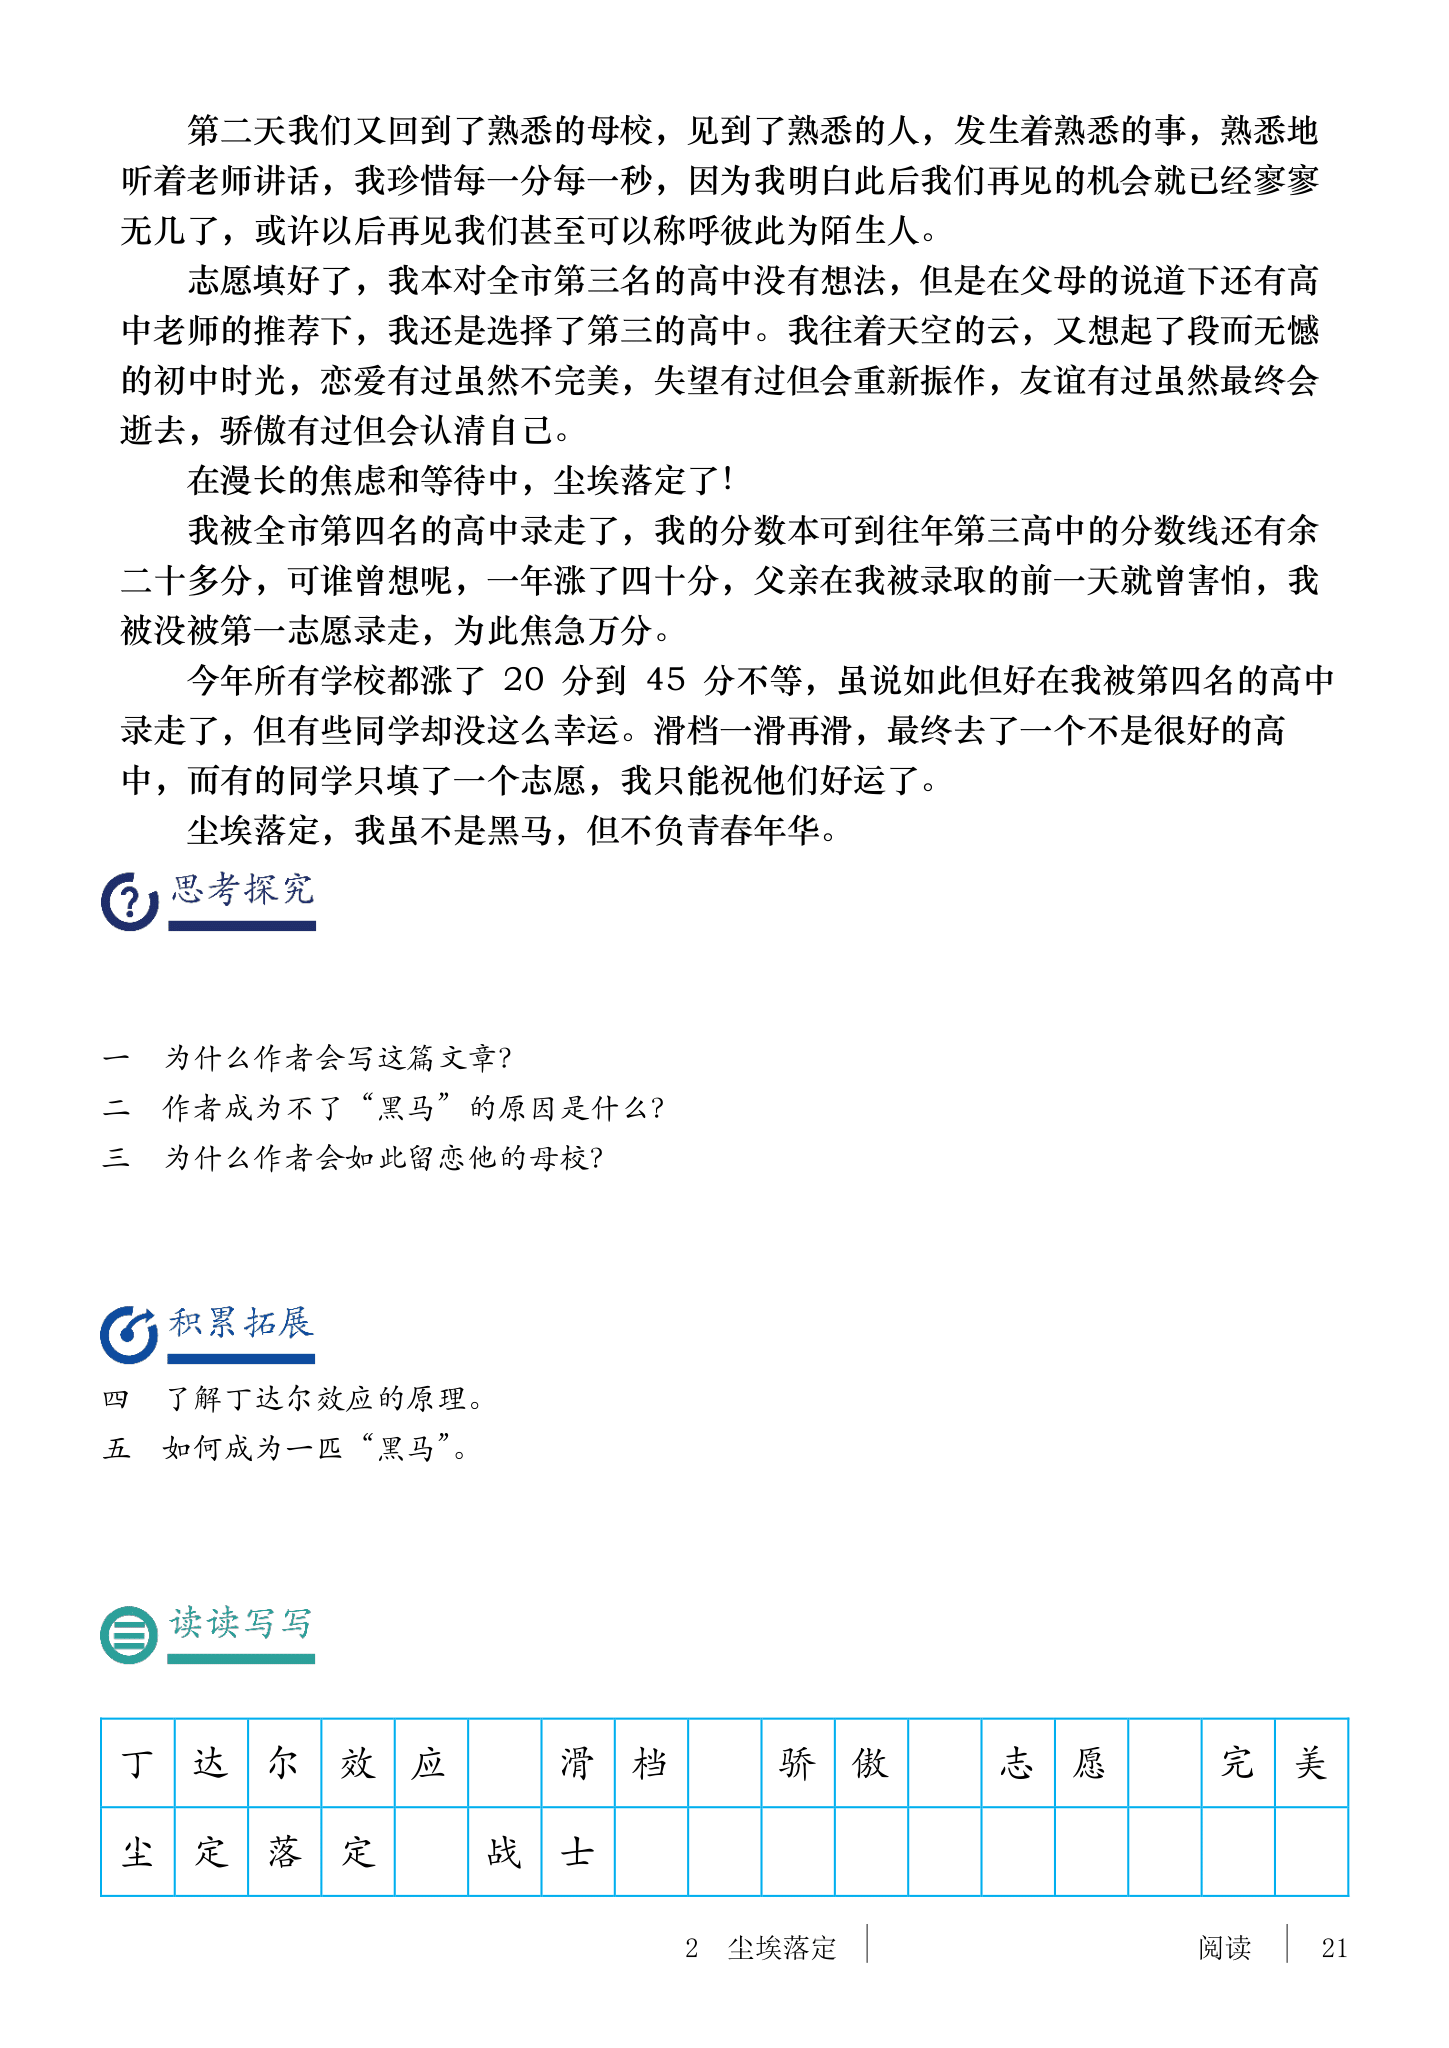 第二天我们又回到了熟悉的母校，见到了熟悉的人，发生着熟悉的事，熟悉地
听着老师讲话，我珍惜每一分每一秒，因为我明白此后我们再见的机会就已经寥寥
无几了，或许以后再见我们甚至可以称呼彼此为陌生人。
志愿填好了，我本对全市第三名的高中没有想法，但是在父母的说道下还有高
中老师的推荐下，我还是选择了第三的高中。我往着天空的云，又想起了段而无憾
的初中时光，恋爱有过虽然不完美，失望有过但会重新振作，友谊有过虽然最终会
逝去，骄傲有过但会认清自己。
在漫长的焦虑和等待中，尘埃落定了！
我被全市第四名的高中录走了，我的分数本可到往年第三高中的分数线还有余
二十多分，可谁曾想呢，一年涨了四十分，父亲在我被录取的前一天就曾害怕，我
被没被第一志愿录走，为此焦急万分。
今年所有学校都涨了 20 分到 45 分不等，虽说如此但好在我被第四名的高中
录走了，但有些同学却没这么幸运。滑档一滑再滑，最终去了一个不是很好的高
中，而有的同学只填了一个志愿，我只能祝他们好运了。
尘埃落定，我虽不是黑马，但不负青春年华。
思考探究
一 为什么作者会写这篇文章？
二 作者成为不了“黑马”的原因是什么？
三 为什么作者会如此留恋他的母校？
积累拓展
四 了解丁达尔效应的原理。
五 如何成为一匹“黑马”。
读读写写
丁达尔效应 滑档 骄傲 志愿 完美
尘定落定 战士
2 尘埃落定 阅读 21